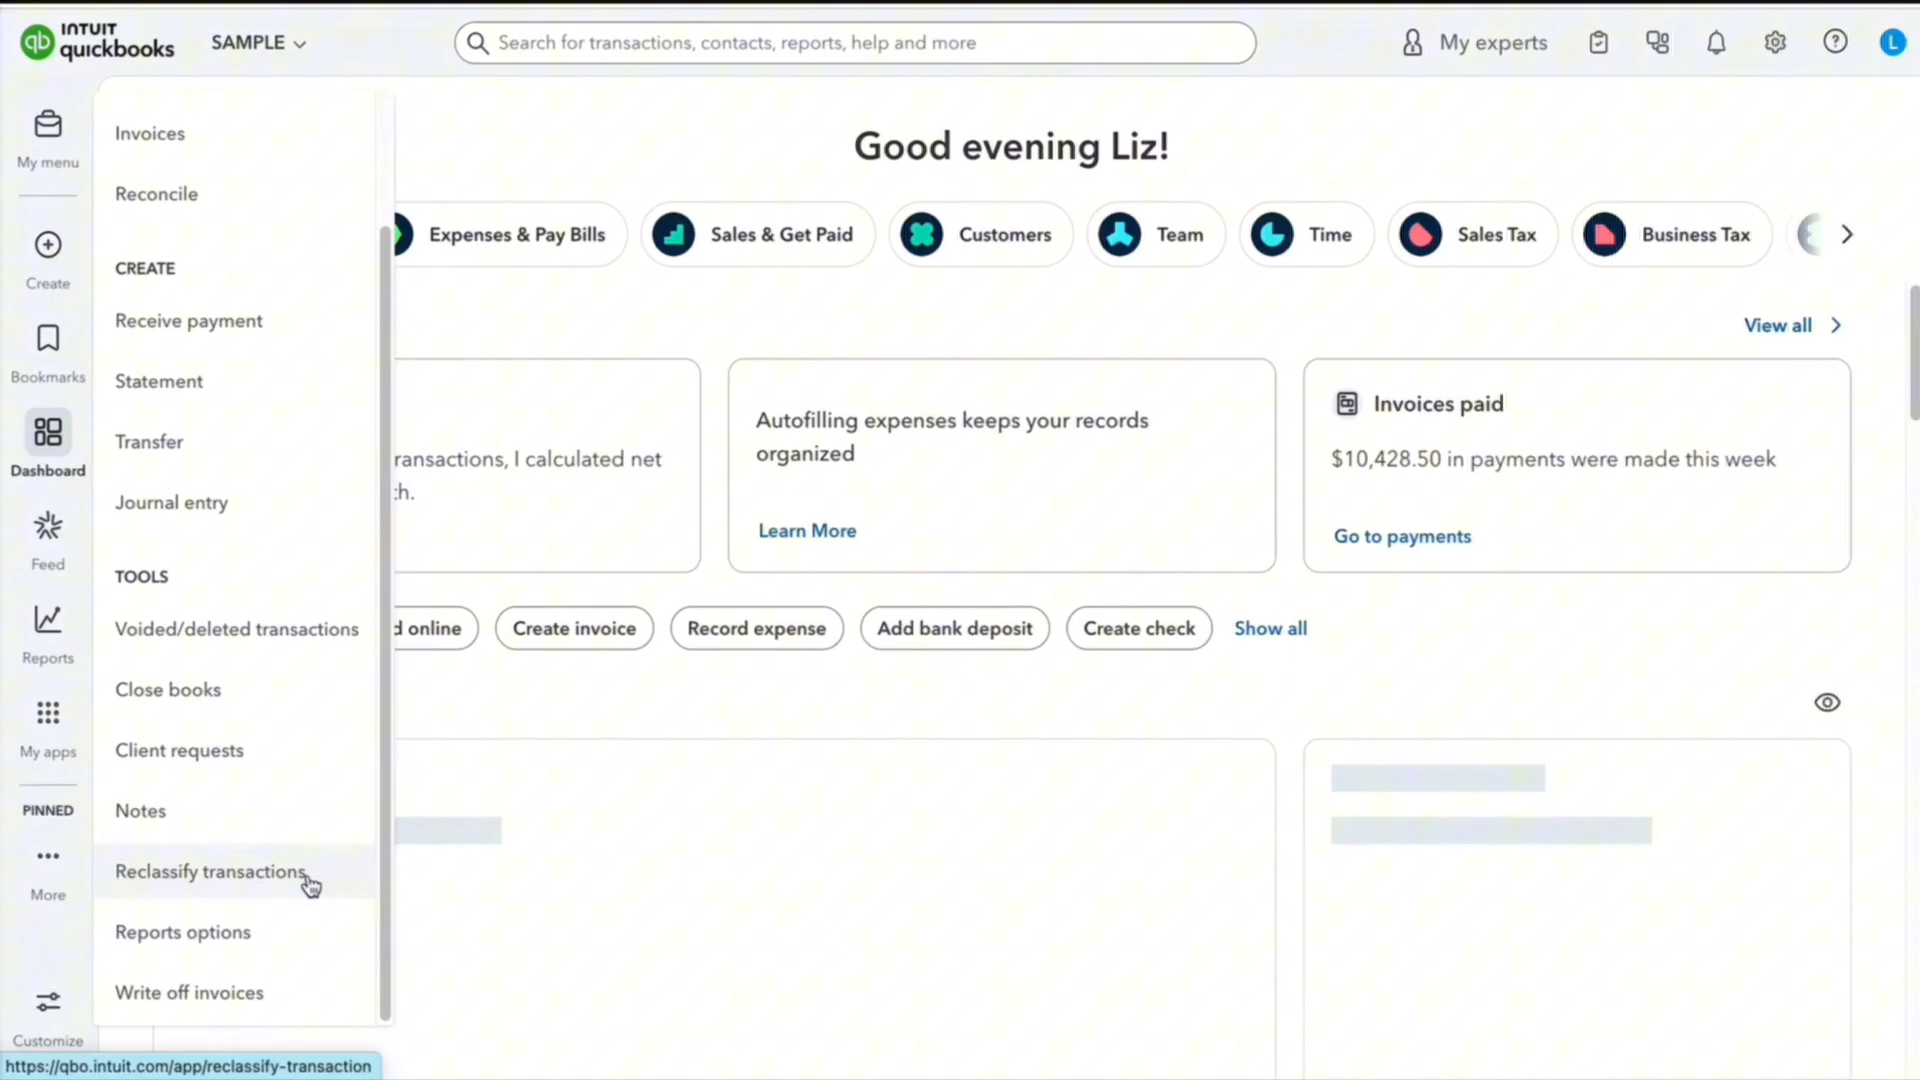 INTUIT
quickbooks
SAMPLE
Search for transactions, contacts, reports, help and more
My experts
L
My menu
Create
Bookmarks
Dashboard
Feed
Reports
My apps
PINNED
More
Customize
Invoices
Reconcile
CREATE
Receive payment
Statement
Transfer
Journal entry
TOOLS
Voided/deleted transactions
Close books
Client requests
Notes
Reclassify transactions
Reports options
Write off invoices
Good evening Liz!
Expenses & Pay Bills
Sales & Get Paid
Customers
Team
Time
Sales Tax
Business Tax
View all
ransactions, I calculated net
th.
Autofilling expenses keeps your records
organized
Learn More
Invoices paid
$10,428.50 in payments were made this week
Go to payments
d online
Create invoice
Record expense
Add bank deposit
Create check
Show all
https://qbo.intuit.com/app/reclassify-transaction